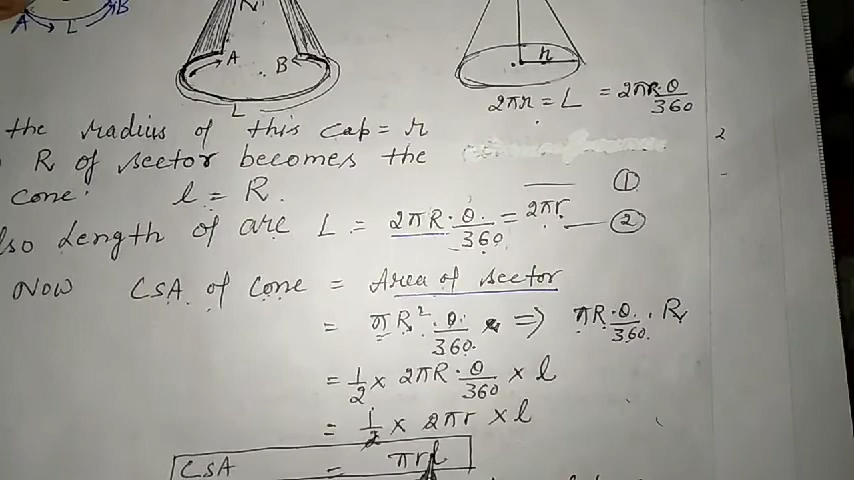 A L B
A B
L
r
2πr = L = 2πR·θ/360
the radius of this cap = r
R of sector becomes the
cone. l = R. ①
Also Length of arc L = 2πR·θ/360 = 2πr ②
Now CSA of Cone = Area of sector
= πR²·θ/360 ⇒ πR·θ/360·R
= 1/2 × 2πR·θ/360 × l
= 1/2 × 2πr × l
CSA = πrl